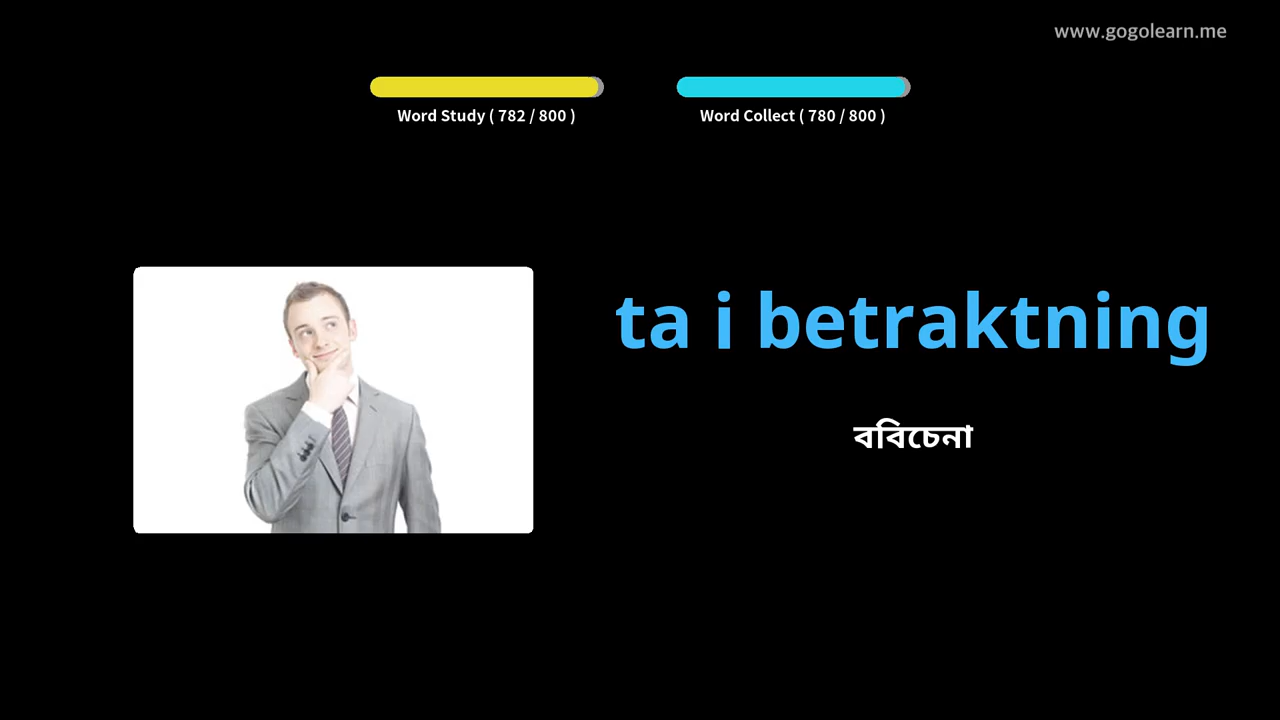 www.gogolearn.me
Word Study ( 782 / 800 )
Word Collect ( 780 / 800 )
ta i betraktning
ববিচেনা